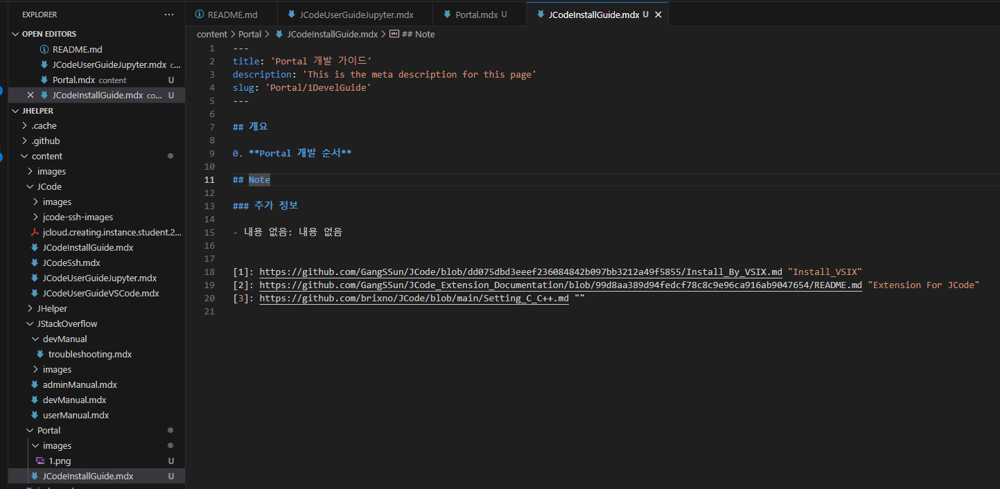 EXPLORER ...
OPEN EDITORS
README.md
JCodeUserGuideJupyter.mdx c...
Portal.mdx content U
JCodeInstallGuide.mdx co... U
JHELPER
.cache
.github
content
images
JCode
images
jcode-ssh-images
jcloud.creating.instance.student.2...
JCodeInstallGuide.mdx
JCodeSsh.mdx
JCodeUserGuideJupyter.mdx
JCodeUserGuideVSCode.mdx
JHelper
JStackOverflow
devManual
troubleshooting.mdx
images
adminManual.mdx
devManual.mdx
userManual.mdx
Portal
images
1.png U
JCodeInstallGuide.mdx U
README.md JCodeUserGuideJupyter.mdx Portal.mdx U JCodeInstallGuide.mdx U
content > Portal > JCodeInstallGuide.mdx > abc ## Note
1 ---
2 title: 'Portal 개발 가이드'
3 description: 'This is the meta description for this page'
4 slug: 'Portal/1DevelGuide'
5 ---
6
7 ## 개요
8
9 0. **Portal 개발 순서**
10
11 ## Note
12
13 ### 추가 정보
14
15 - 내용 없음: 내용 없음
16
17
18 [1]: https://github.com/GangSSun/JCode/blob/dd075dbd3eeef236084842b097bb3212a49f5855/Install_By_VSIX.md "Install_VSIX"
19 [2]: https://github.com/GangSSun/JCode_Extension_Documentation/blob/99d8aa389d94fedcf78c8c9e96ca916ab9047654/README.md "Extension For JCode"
20 [3]: https://github.com/brixno/JCode/blob/main/Setting_C_C++.md ""
21